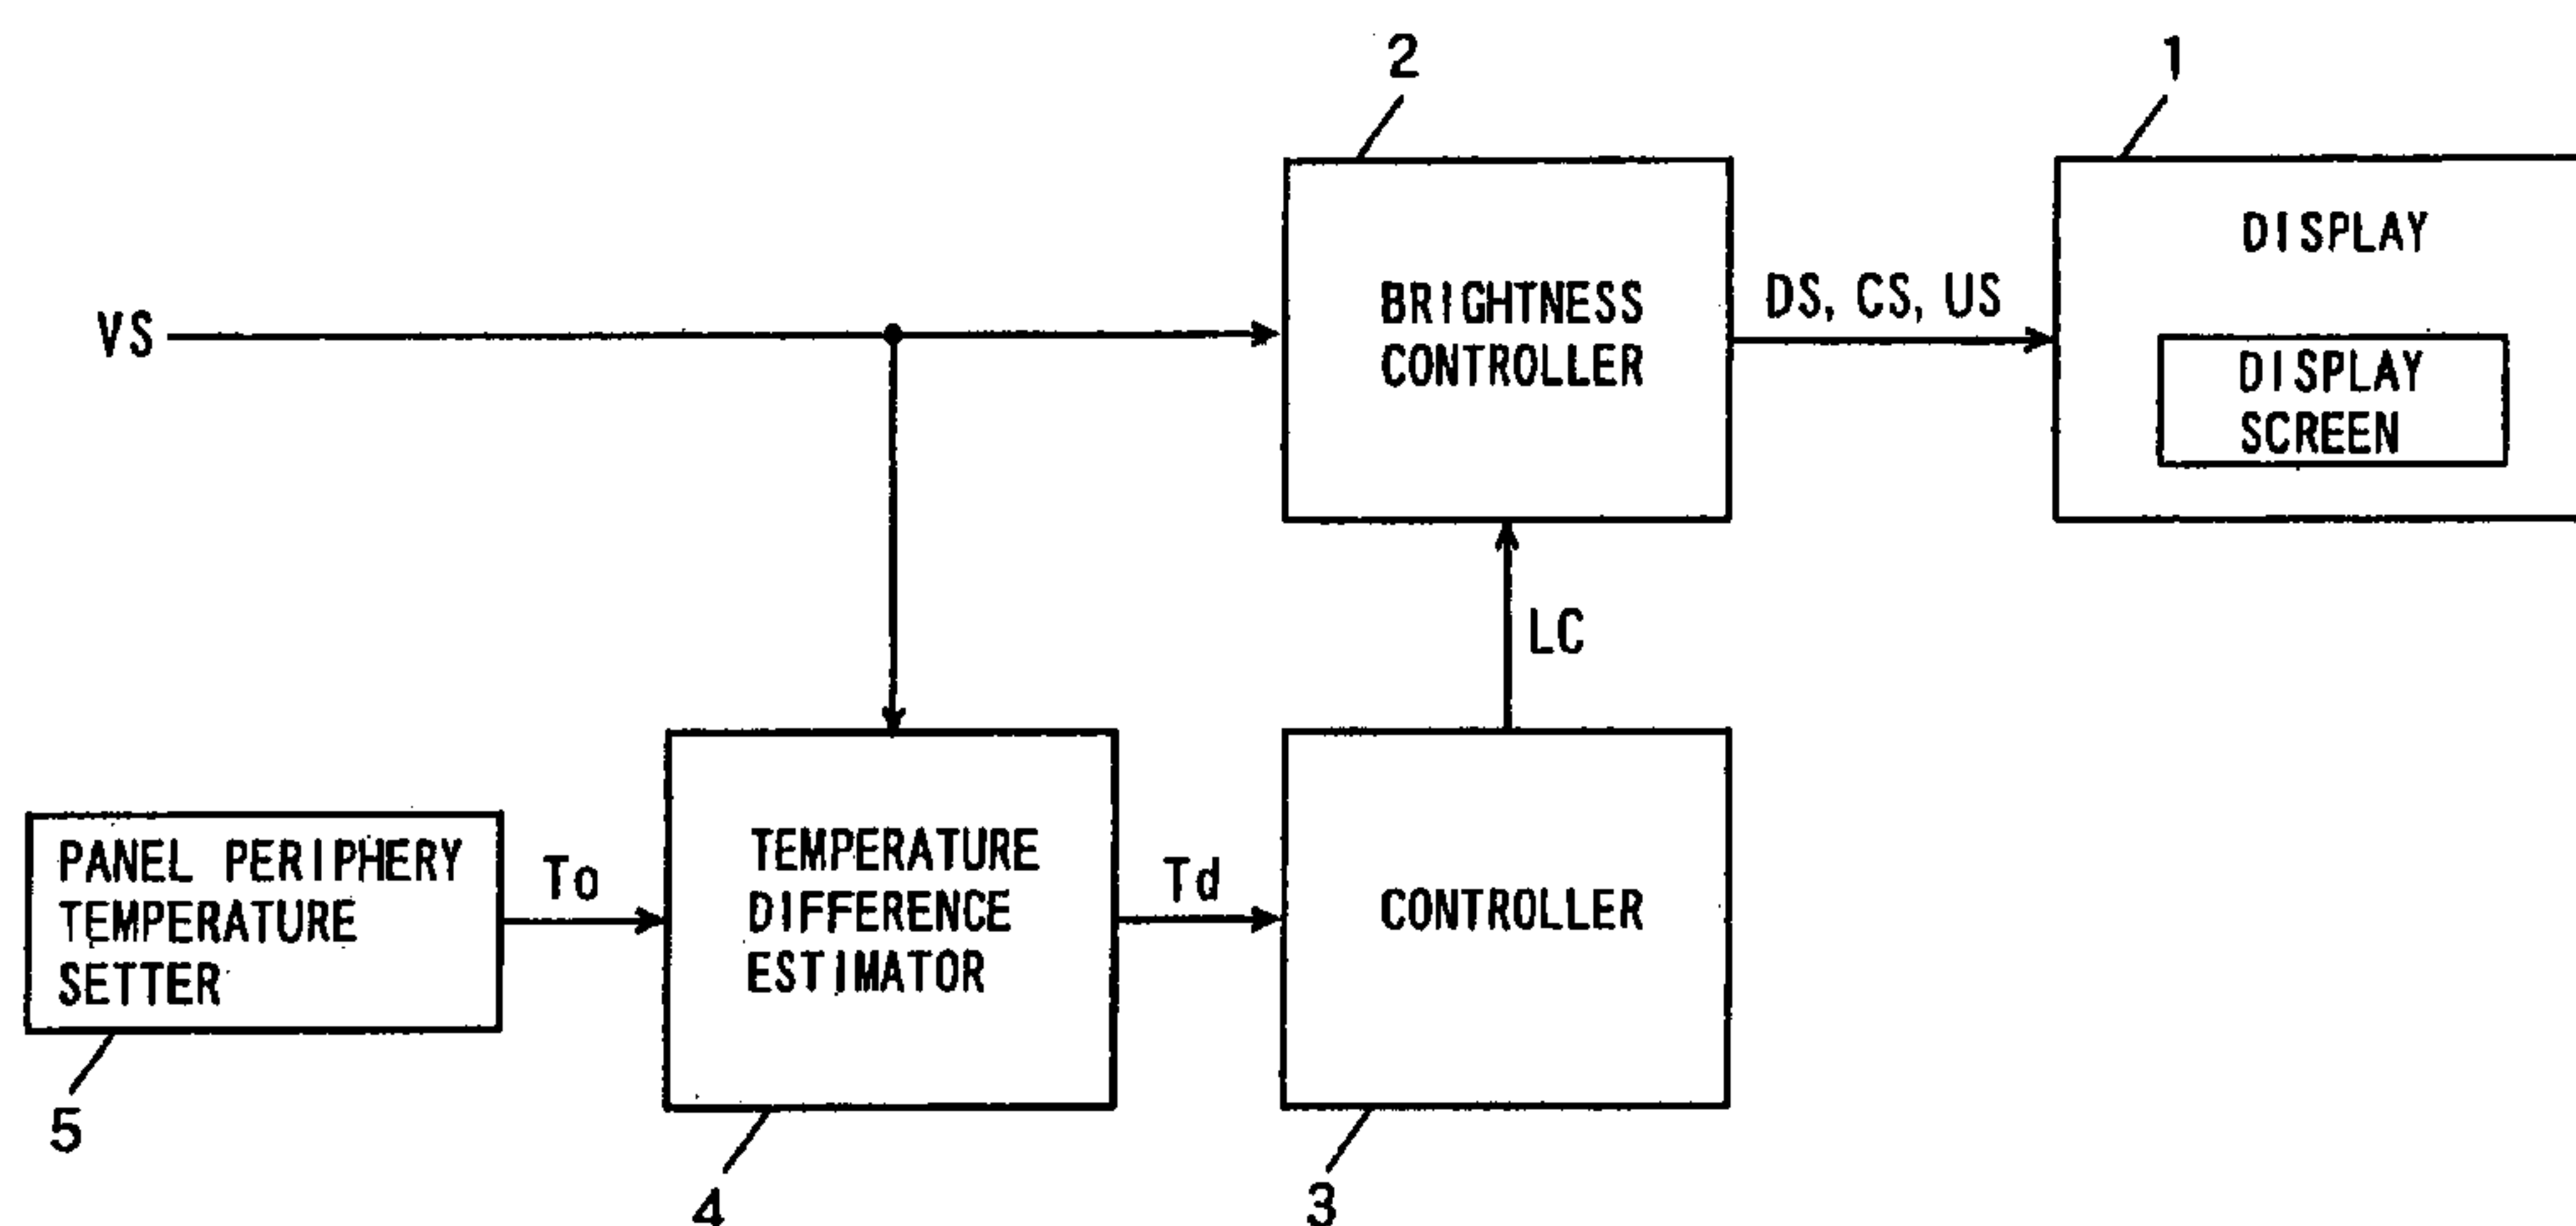 2
1
VS
BRIGHTNESS
CONTROLLER
DS, CS, US
DISPLAY
DISPLAY
SCREEN
LC
PANEL PERIPHERY
TEMPERATURE
SETTER
To
TEMPERATURE
DIFFERENCE
ESTIMATOR
Td
CONTROLLER
5
4
3